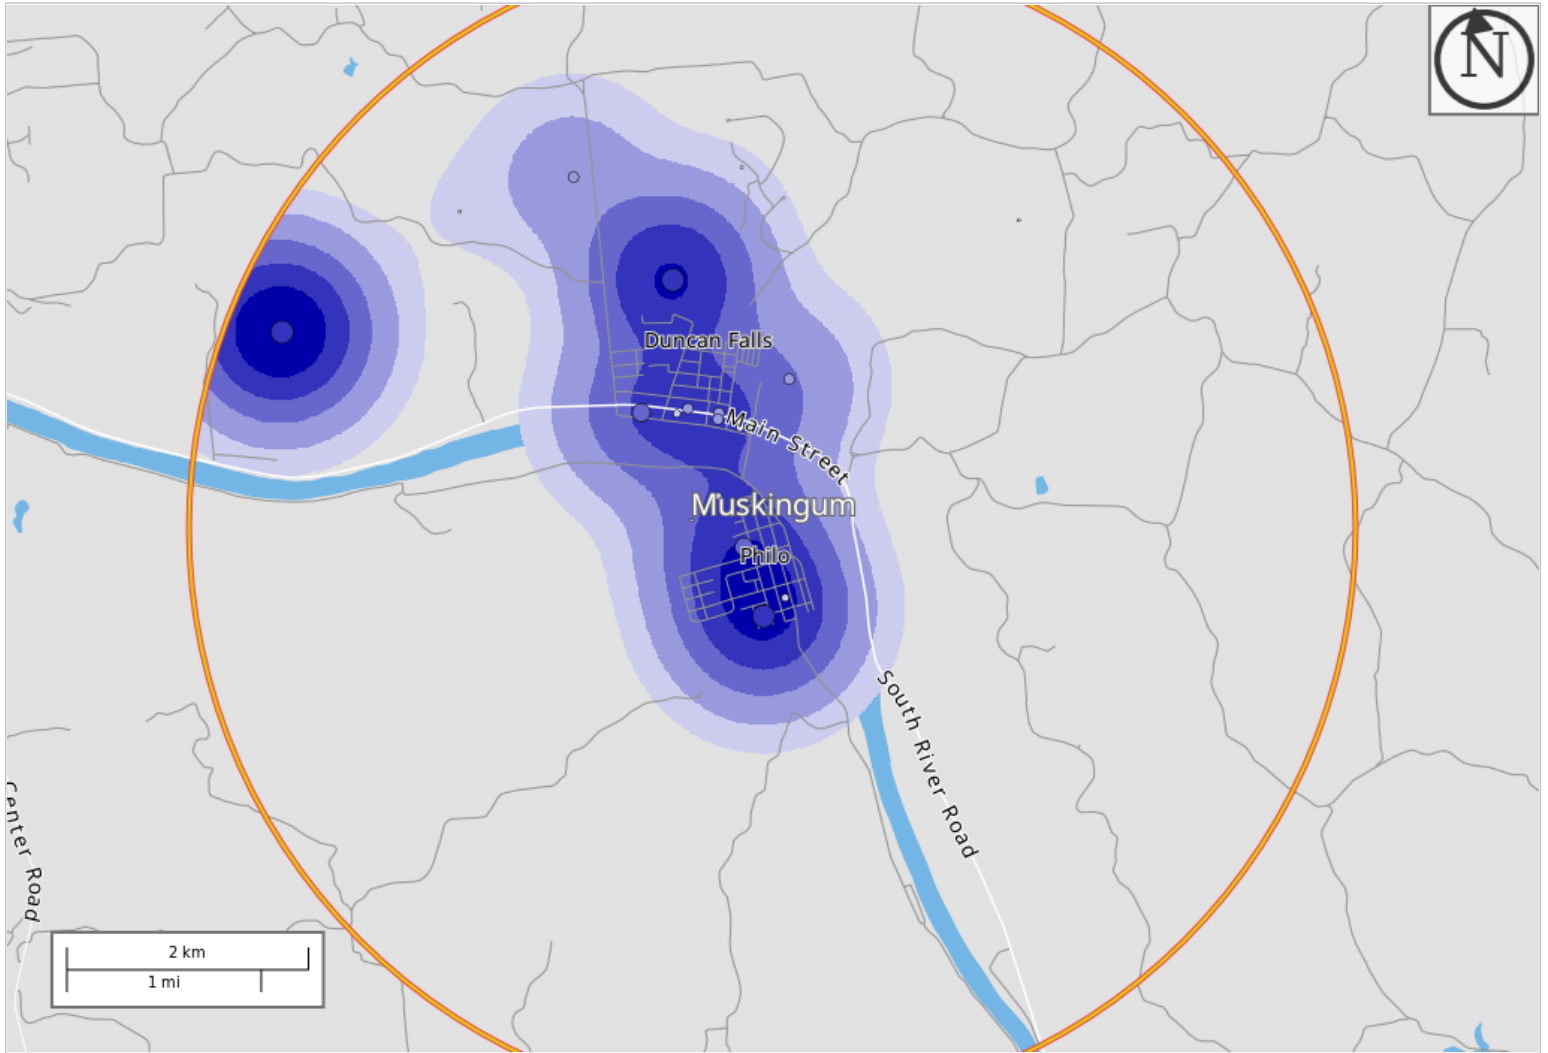 N
Duncan Falls
Main Street
Muskingum
Philo
South River Road
Center Road
2 km
1 mi